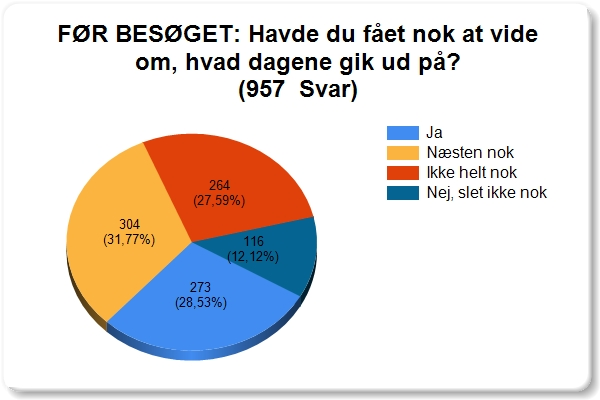 FØR BESØGET: Havde du fået nok at vide
om, hvad dagene gik ud på?
(957  Svar)
Ja
Næsten nok
Ikke helt nok
Nej, slet ikke nok
264
(27,59%)
304
(31,77%)
116
(12,12%)
273
(28,53%)